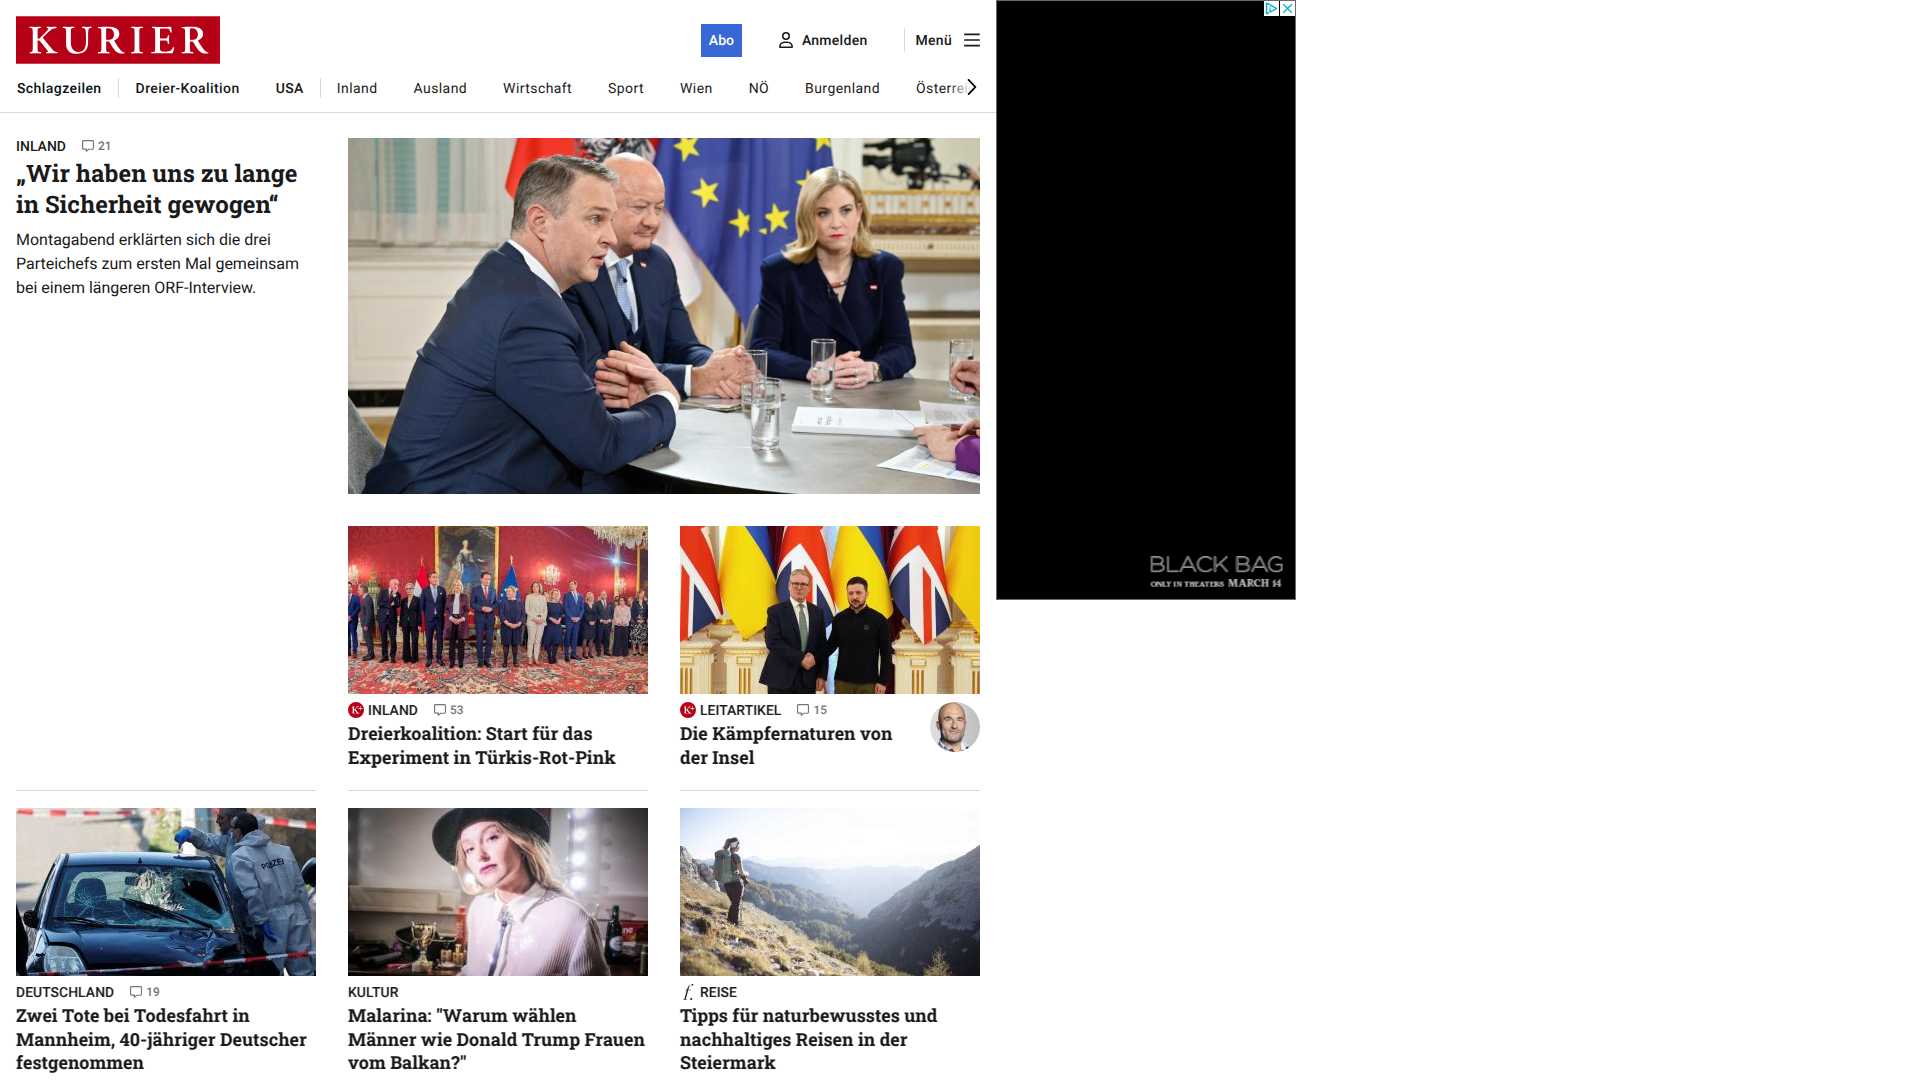 KURIER
Abo
Anmelden
Menü
Schlagzeilen
Dreier-Koalition
USA
Inland
Ausland
Wirtschaft
Sport
Wien
NÖ
Burgenland
Österre
INLAND 21
„Wir haben uns zu lange
in Sicherheit gewogen“
Montagabend erklärten sich die drei
Parteichefs zum ersten Mal gemeinsam
bei einem längeren ORF-Interview.
K+ INLAND 53
Dreierkoalition: Start für das
Experiment in Türkis-Rot-Pink
K+ LEITARTIKEL 15
Die Kämpfernaturen von
der Insel
POLIZEI
DEUTSCHLAND 19
Zwei Tote bei Todesfahrt in
Mannheim, 40-jähriger Deutscher
festgenommen
KULTUR
Malarina: "Warum wählen
Männer wie Donald Trump Frauen
vom Balkan?"
f. REISE
Tipps für naturbewusstes und
nachhaltiges Reisen in der
Steiermark
BLACK BAG
ONLY IN THEATERS MARCH 14